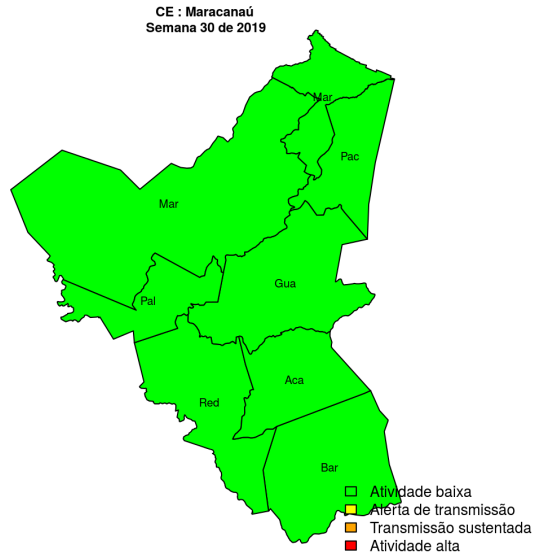 CE : Maracanaú
Semana 30 de 2019
Mar
Pac
Mar
Gua
Pal
Aca
Red
Bar
Atividade baixa
Alerta de transmissão
Transmissão sustentada
Atividade alta